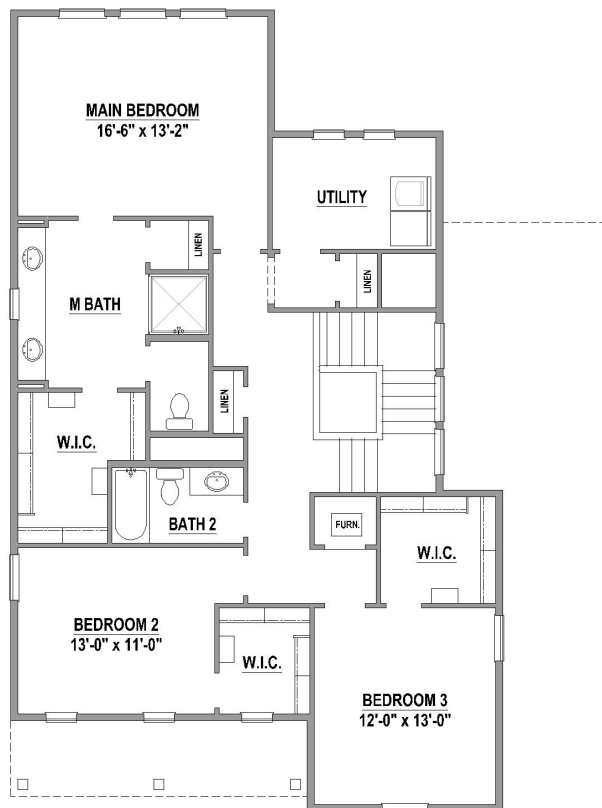 MAIN BEDROOM
16'-6" x 13'-2"
UTILITY
LINEN
LINEN
M BATH
LINEN
W.I.C.
BATH 2
FURN.
W.I.C.
BEDROOM 2
13'-0" x 11'-0"
W.I.C.
BEDROOM 3
12'-0" x 13'-0"